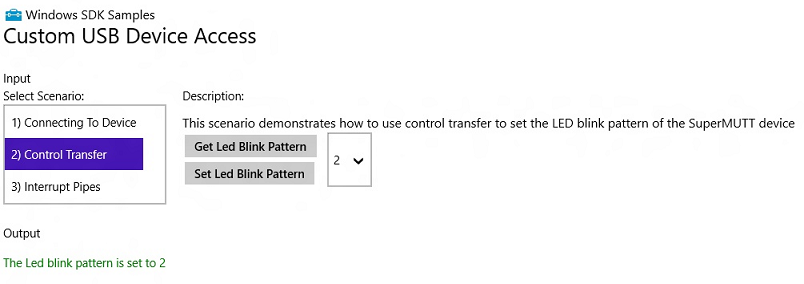 Windows SDK Samples
Custom USB Device Access
Input
Select Scenario:
1) Connecting To Device
2) Control Transfer
3) Interrupt Pipes
Description:
This scenario demonstrates how to use control transfer to set the LED blink pattern of the SuperMUTT device
Get Led Blink Pattern
Set Led Blink Pattern
2
Output
The Led blink pattern is set to 2